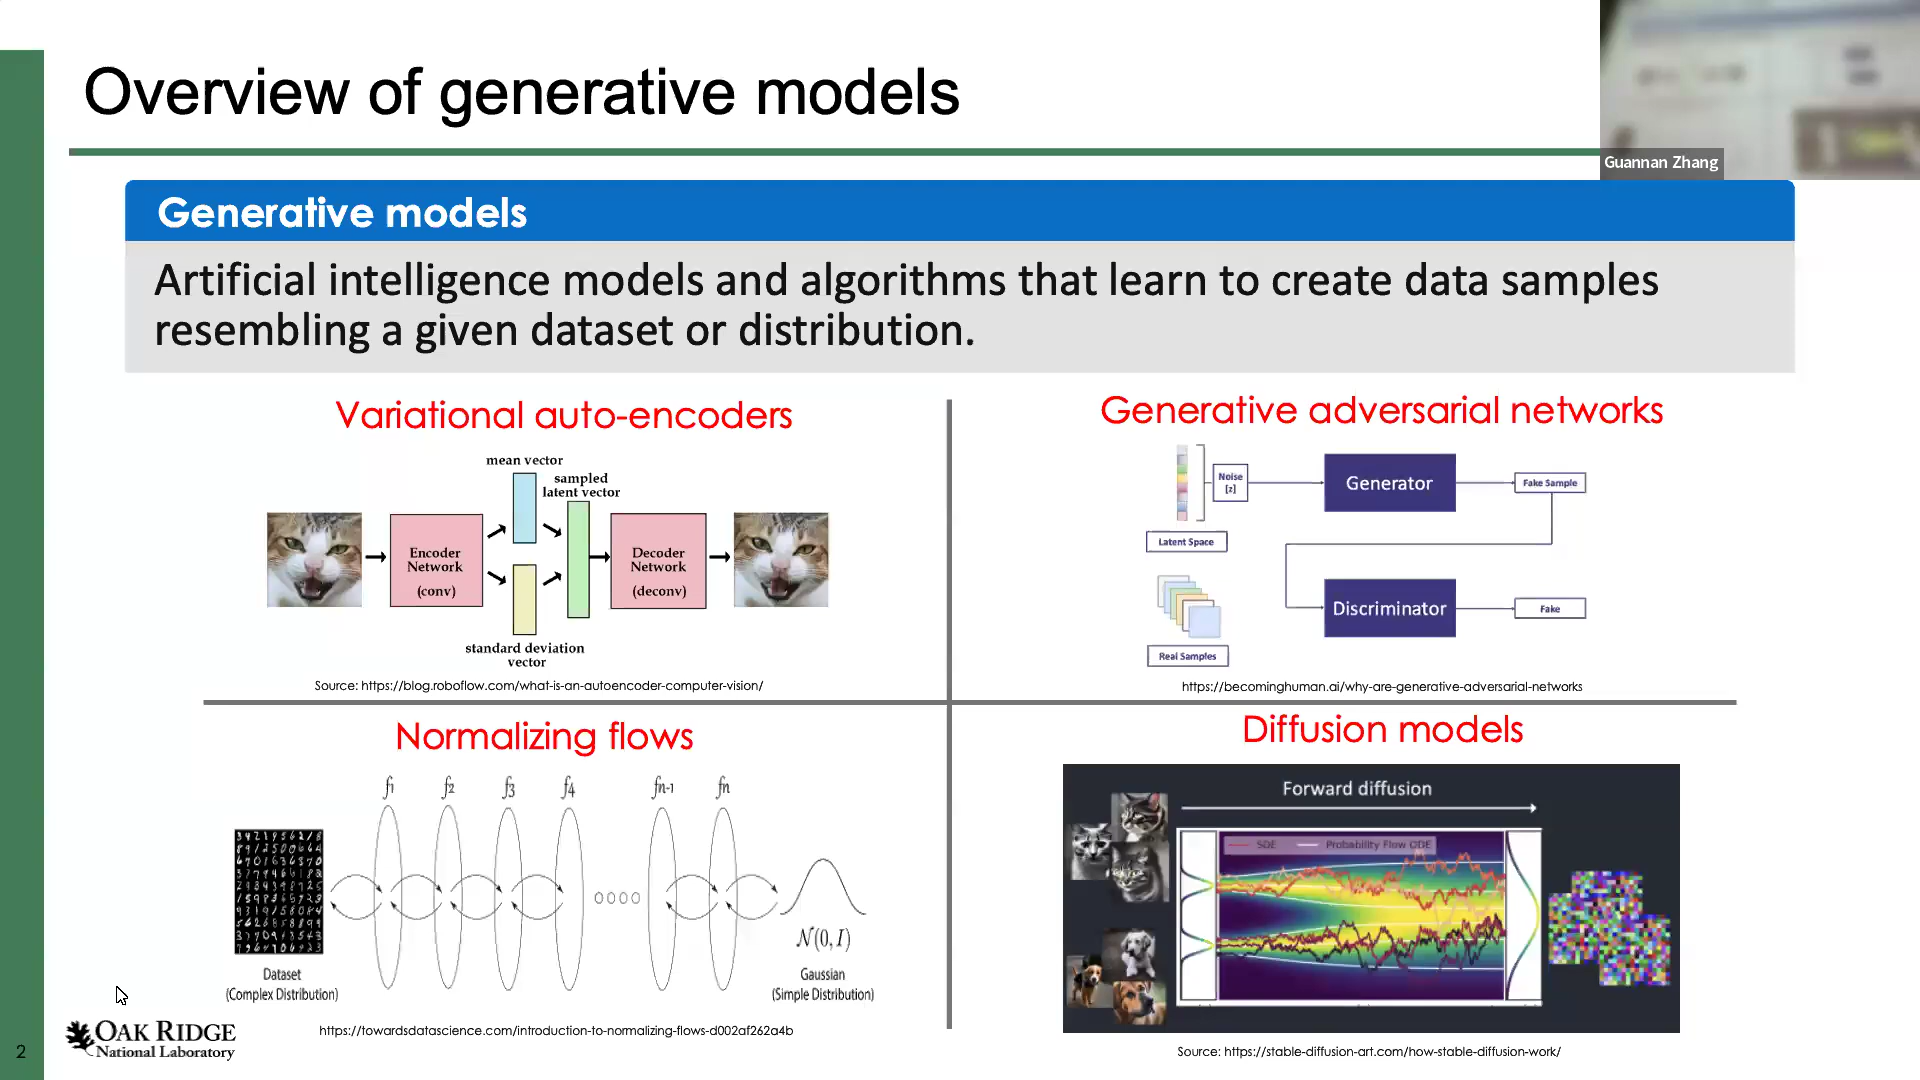 Overview of generative models
Guannan Zhang
Generative models
Artificial intelligence models and algorithms that learn to create data samples
resembling a given dataset or distribution.
Variational auto-encoders
mean vector
sampled
latent vector
Encoder
Network
(conv)
Decoder
Network
(deconv)
standard deviation
vector
Source: https://blog.roboflow.com/what-is-an-autoencoder-computer-vision/
Generative adversarial networks
Noise
[z]
Generator
Fake Sample
Latent Space
Discriminator
Fake
Real Samples
https://becominghuman.ai/why-are-generative-adversarial-networks
Normalizing flows
f1 f2 f3 f4 fn-1 fn
N(0, I)
Dataset
(Complex Distribution)
Gaussian
(Simple Distribution)
https://towardsdatascience.com/introduction-to-normalizing-flows-d002af262a4b
Diffusion models
Forward diffusion
SDE
Probability Flow ODE
Source: https://stable-diffusion-art.com/how-stable-diffusion-work/
OAK RIDGE
National Laboratory
2